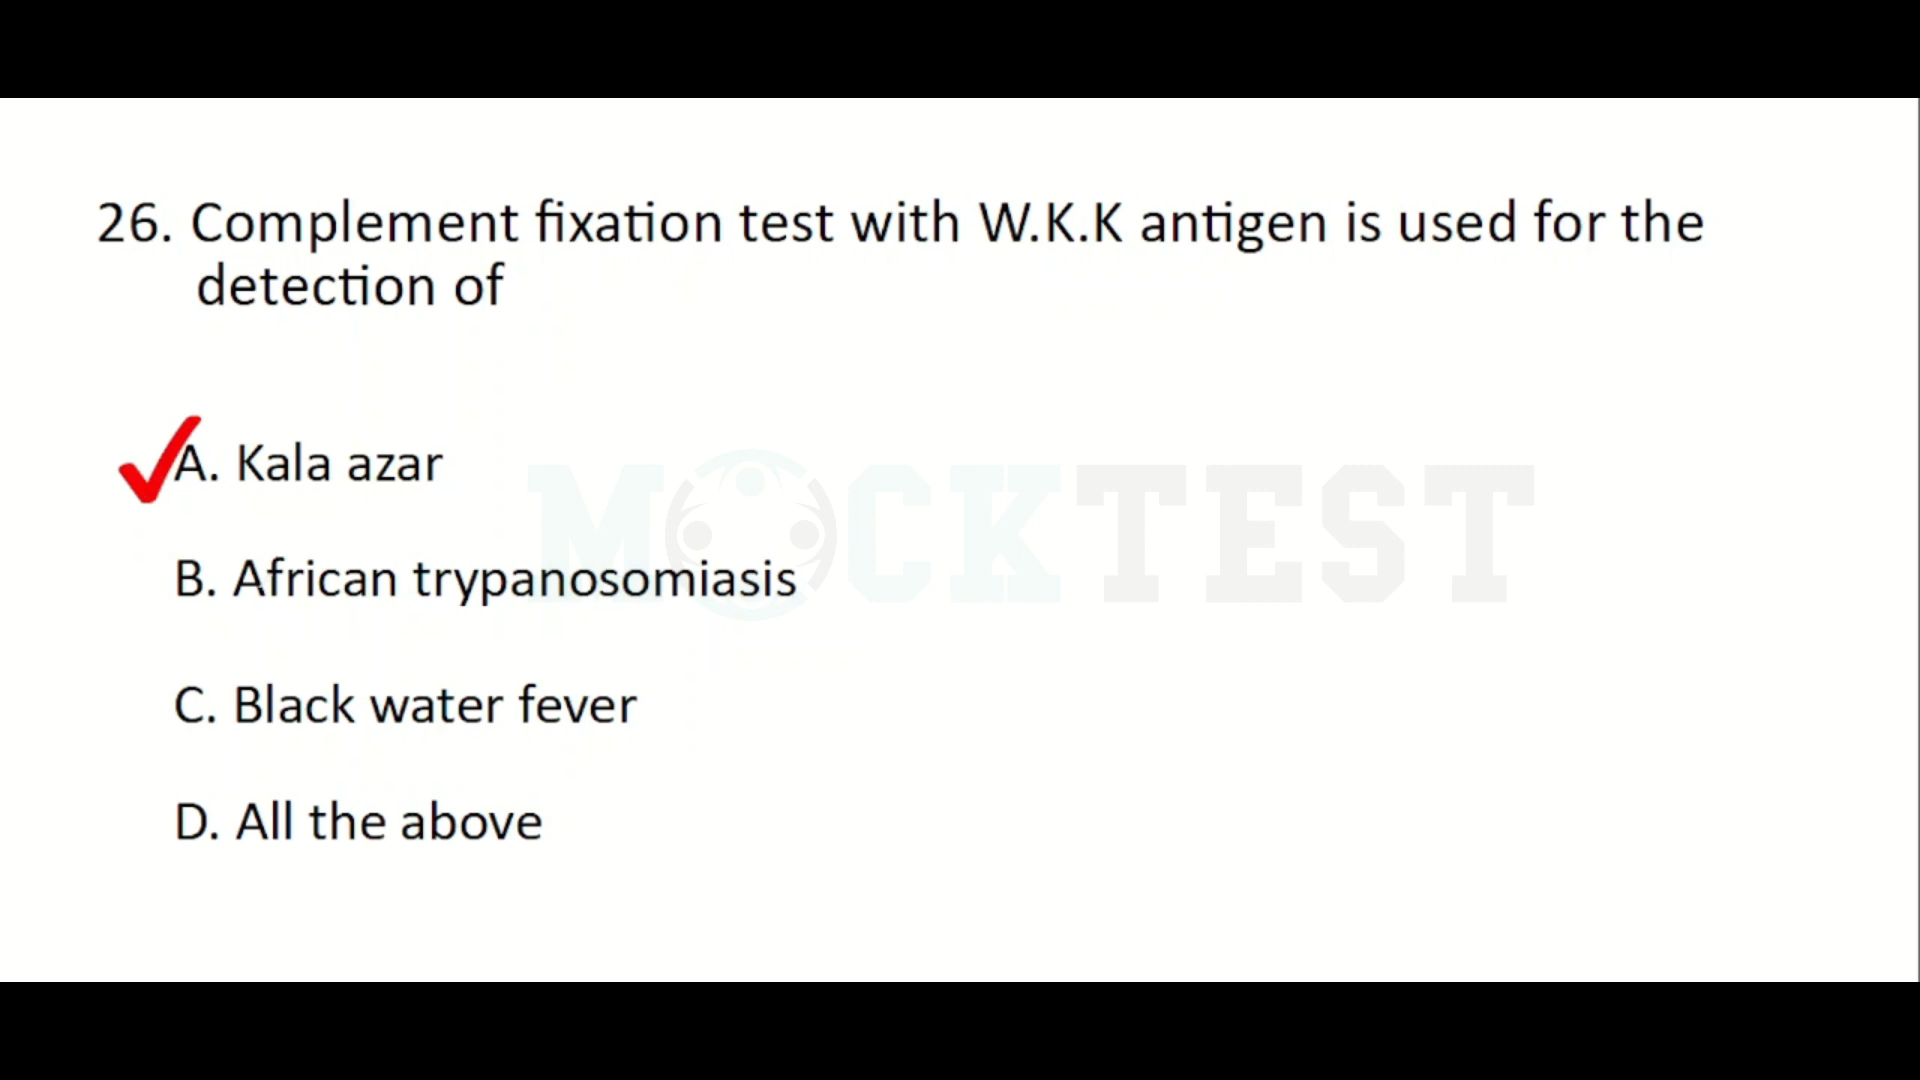 26. Complement fixation test with W.K.K antigen is used for the
detection of
A. Kala azar
MOCKTEST
B. African trypanosomiasis
C. Black water fever
D. All the above